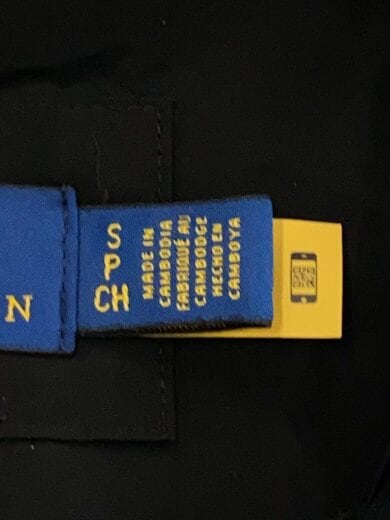 N
S
P
CH
MADE IN
CAMBODIA
FABRIQUÉ AU
CAMBODGE
HECHO EN
CAMBOYA